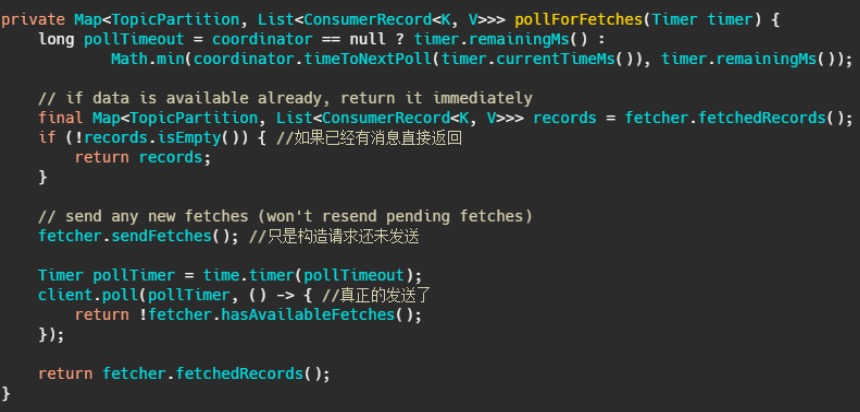 private Map<TopicPartition, List<ConsumerRecord<K, V>>> pollForFetches(Timer timer) {
    long pollTimeout = coordinator == null ? timer.remainingMs() :
            Math.min(coordinator.timeToNextPoll(timer.currentTimeMs()), timer.remainingMs());

    // if data is available already, return it immediately
    final Map<TopicPartition, List<ConsumerRecord<K, V>>> records = fetcher.fetchedRecords();
    if (!records.isEmpty()) { //如果已经有消息直接返回
        return records;
    }

    // send any new fetches (won't resend pending fetches)
    fetcher.sendFetches(); //只是构造请求还未发送

    Timer pollTimer = time.timer(pollTimeout);
    client.poll(pollTimer, () -> { //真正的发送了
        return !fetcher.hasAvailableFetches();
    });

    return fetcher.fetchedRecords();
}